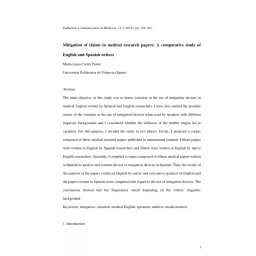 Published: Communication & Medicine, 13-2 (2016), pp. 249-262.
Mitigation of claims in medical research papers: A comparative study of
English and Spanish writers
María Luisa Carrió Pastor
Universitat Politècnica de València (Spain)
Abstract
The main objective of this study was to detect variation in the use of mitigation devices in
medical English written by Spanish and English researchers. I have also studied the possible
causes of the variation in the use of mitigation devices when used by speakers with different
linguistic backgrounds and I considered whether the influence of the mother tongue led to
variation. For this purpose, I divided the study in two phases. Firstly, I analysed a corpus
composed of thirty medical research papers published in international journals. Fifteen papers
were written in English by Spanish researchers and fifteen were written in English by native
English researchers. Secondly, I compiled a corpus composed of fifteen medical papers written
in Spanish to analyse and contrast the use of mitigation devices in Spanish. Then, the results of
the analysis of the papers written in English by native and non-native speakers of English and
the papers written in Spanish were compared with regard to the use of mitigation devices. The
conclusions showed that the frequencies varied depending on the writers' linguistic
background.
Keywords: mitigation; variation; medical English; epistemic markers; modal markers.
1. Introduction
1